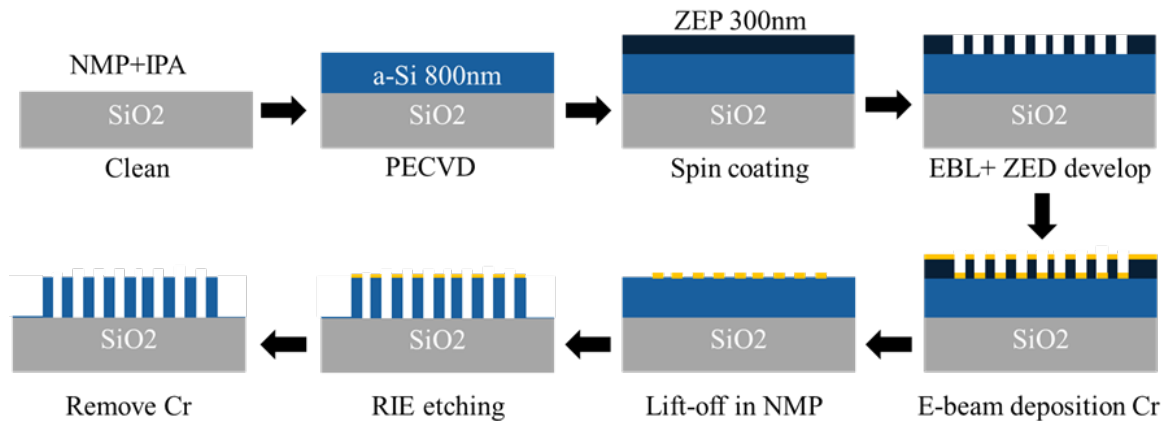 NMP+IPA
SiO2
Clean
a-Si 800nm
SiO2
PECVD
ZEP 300nm
SiO2
Spin coating
SiO2
EBL+ ZED develop
SiO2
E-beam deposition Cr
SiO2
Lift-off in NMP
SiO2
RIE etching
SiO2
Remove Cr